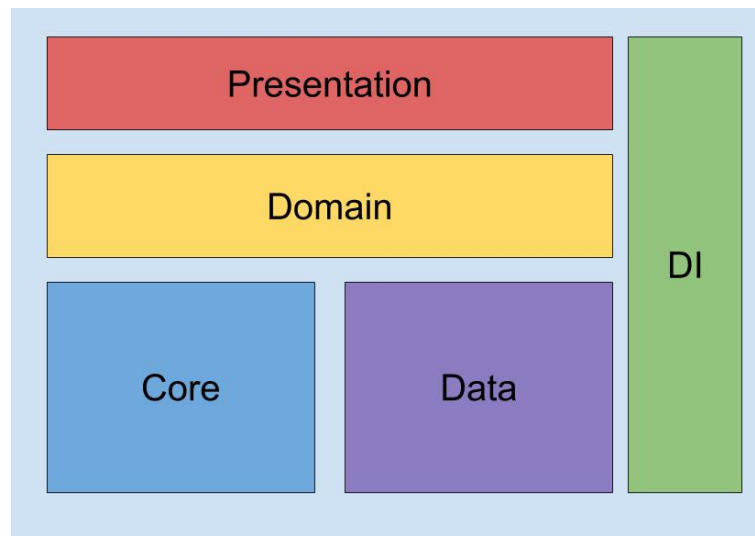 Presentation
Domain
DI
Core
Data